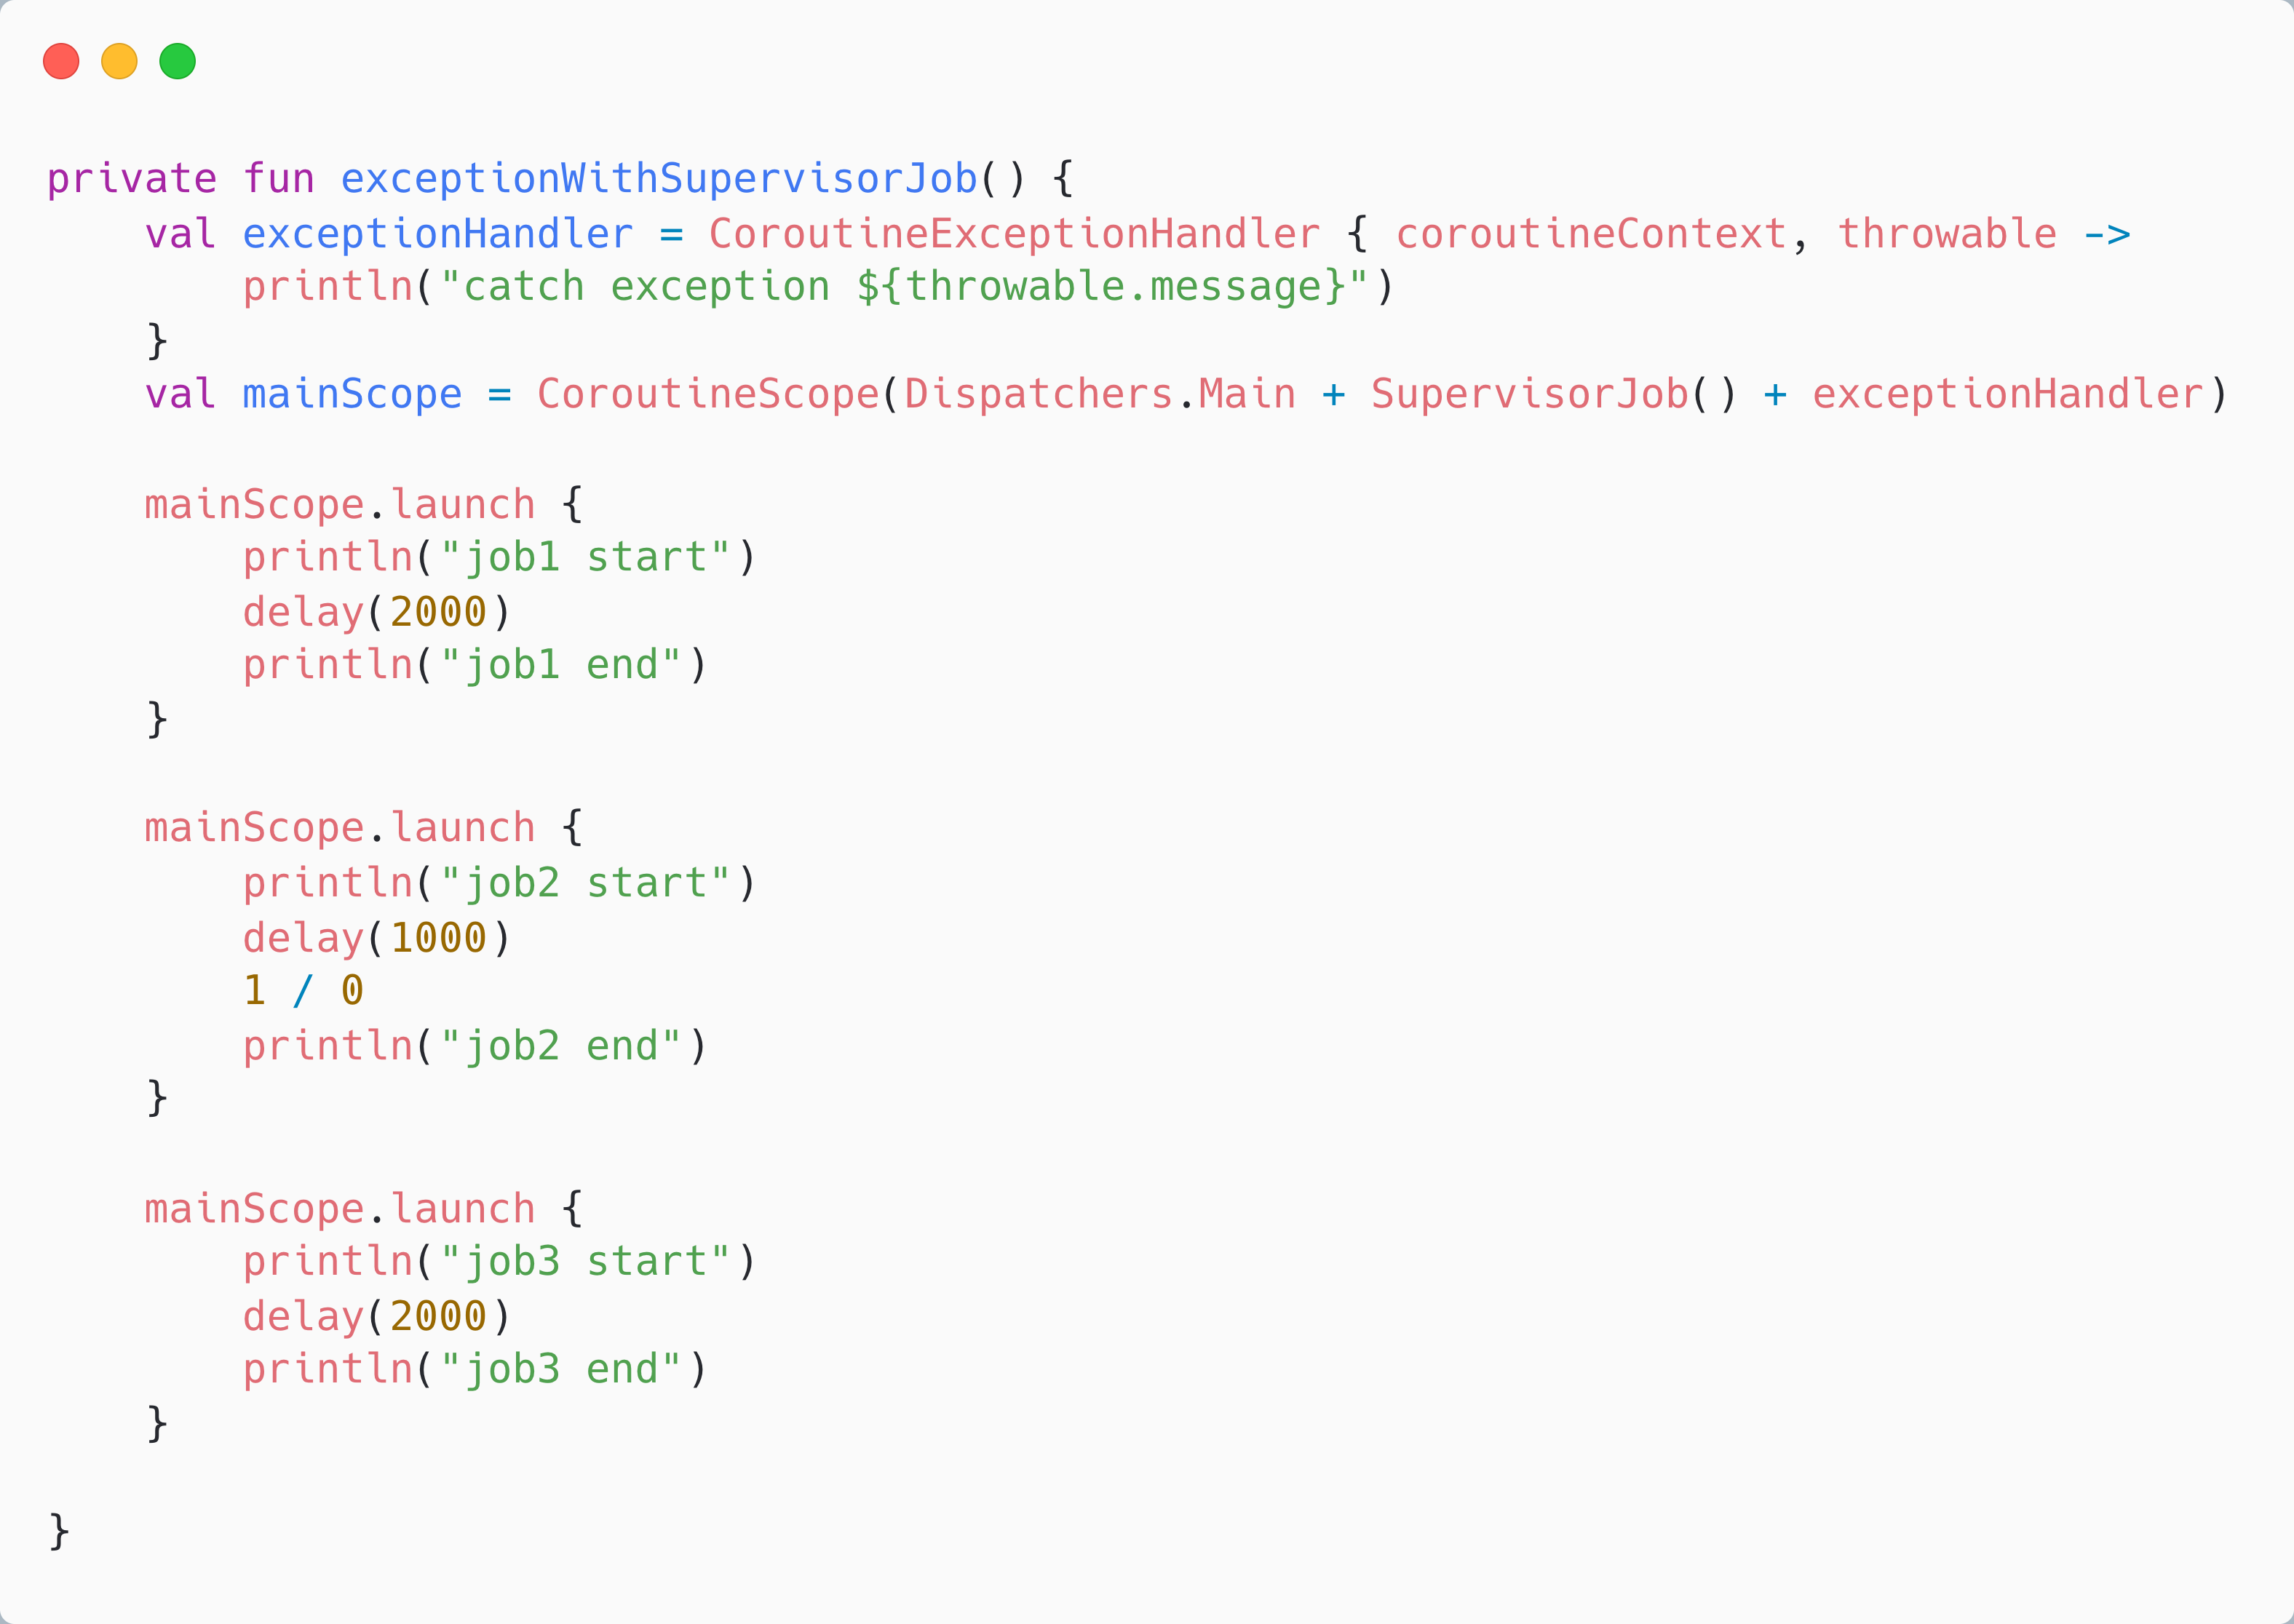 private fun exceptionWithSupervisorJob() {
    val exceptionHandler = CoroutineExceptionHandler { coroutineContext, throwable ->
        println("catch exception ${throwable.message}")
    }
    val mainScope = CoroutineScope(Dispatchers.Main + SupervisorJob() + exceptionHandler)

    mainScope.launch {
        println("job1 start")
        delay(2000)
        println("job1 end")
    }

    mainScope.launch {
        println("job2 start")
        delay(1000)
        1 / 0
        println("job2 end")
    }

    mainScope.launch {
        println("job3 start")
        delay(2000)
        println("job3 end")
    }

}